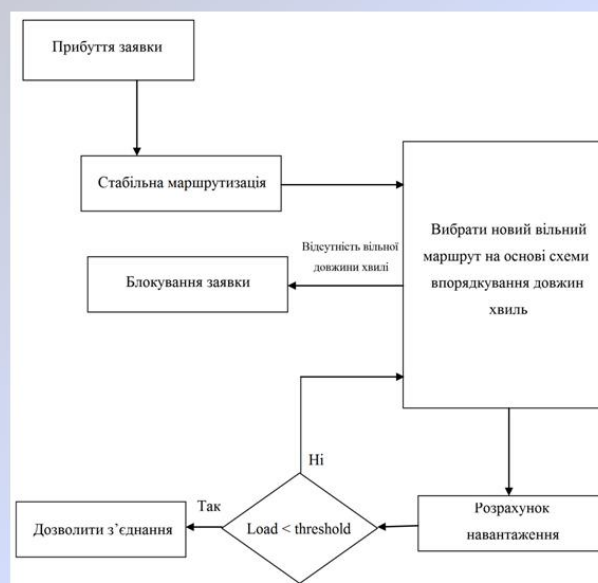 Прибуття заявки
Стабільна маршрутизація
Вибрати новий вільний
маршрут на основі схеми
впорядкування довжин
хвиль
Відсутність вільної
довжини хвилі
Блокування заявки
Ні
Так
Дозволити з’єднання
Load < threshold
Розрахунок
навантаження